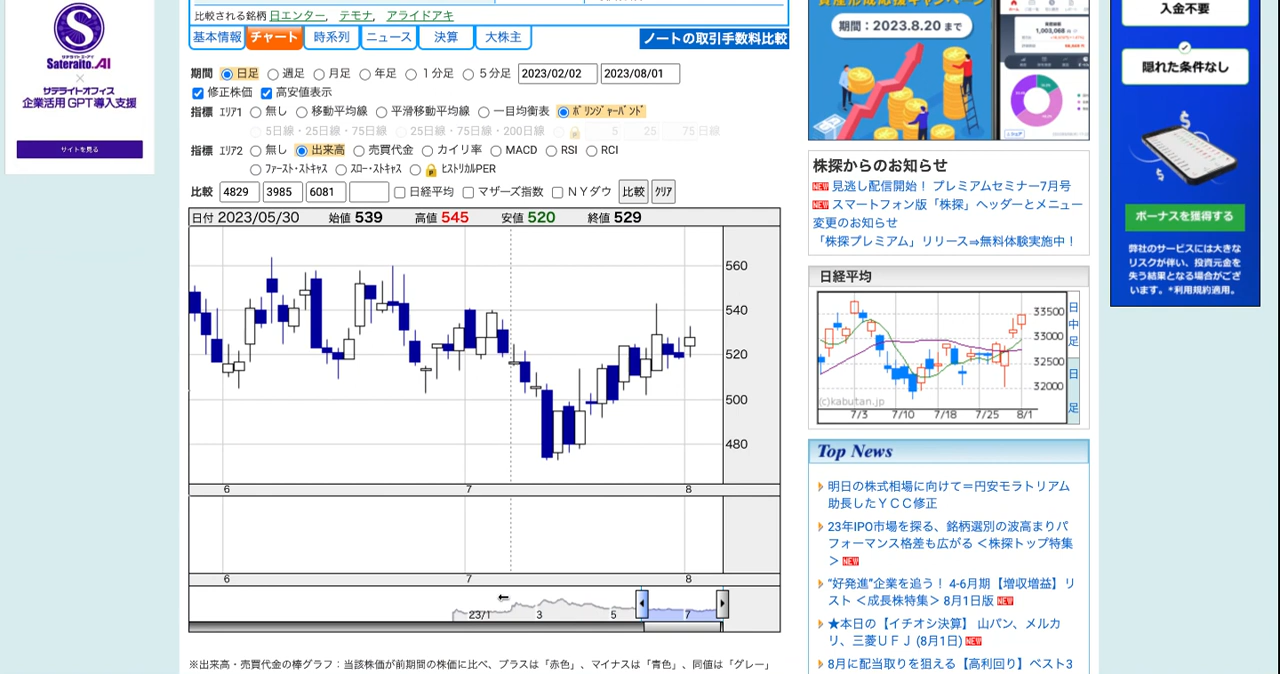 比較される銘柄 日エンター, テモナ, アライドアキ
基本情報 チャート 時系列 ニュース 決算 大株主
ノートの取引手数料比較
期間 日足 週足 月足 年足 1分足 5分足 2023/02/02 2023/08/01
修正株価 高安値表示
指標 エリア1 無し 移動平均線 平滑移動平均線 一目均衡表 ボリンジャーバンド
5日線・25日線・75日線 25日線・75日線・200日線 5 25 75 日線
指標 エリア2 無し 出来高 売買代金 カイリ率 MACD RSI RCI
ファースト・ストキャス スロー・ストキャス ヒストリカルPER
比較 4829 3985 6081 日経平均 マザーズ指数 NYダウ 比較 クリア
日付 2023/05/30 始値 539 高値 545 安値 520 終値 529
560
540
520
500
480
6 7 8
6 7 8
23/1 3 5 7
※出来高・売買代金の棒グラフ：当該株価が前期間の株価に比べ、プラスは「赤色」、マイナスは「青色」、同値は「グレー」
Sateraito.AI
×
サテライトオフィス
企業活用GPT導入支援
サイトを見る
資産形成応援キャンペーン
期間：2023.8.20 まで
株探からのお知らせ
NEW 見逃し配信開始！ プレミアムセミナー7月号
NEW スマートフォン版「株探」ヘッダーとメニュー
変更のお知らせ
「株探プレミアム」リリース⇒無料体験実施中！
日経平均
33500
33000
32500
32000
(c)kabutan.jp
7/3 7/10 7/18 7/25 8/1
日中足
日足
Top News
明日の株式相場に向けて＝円安モラトリアム
助長したＹＣＣ修正
23年IPO市場を探る、銘柄選別の波高まりパ
フォーマンス格差も広がる ＜株探トップ特集
＞ NEW
“好発進”企業を追う！ 4-6月期【増収増益】リ
スト ＜成長株特集＞ 8月1日版 NEW
★本日の【イチオシ決算】 山パン、メルカ
リ、三菱ＵＦＪ (8月1日) NEW
8月に配当取りを狙える【高利回り】ベスト3
入金不要
隠れた条件なし
ボーナスを獲得する
弊社のサービスには大きな
リスクが伴い、投資元金を
失う結果となる場合がござ
います。*利用規約適用。